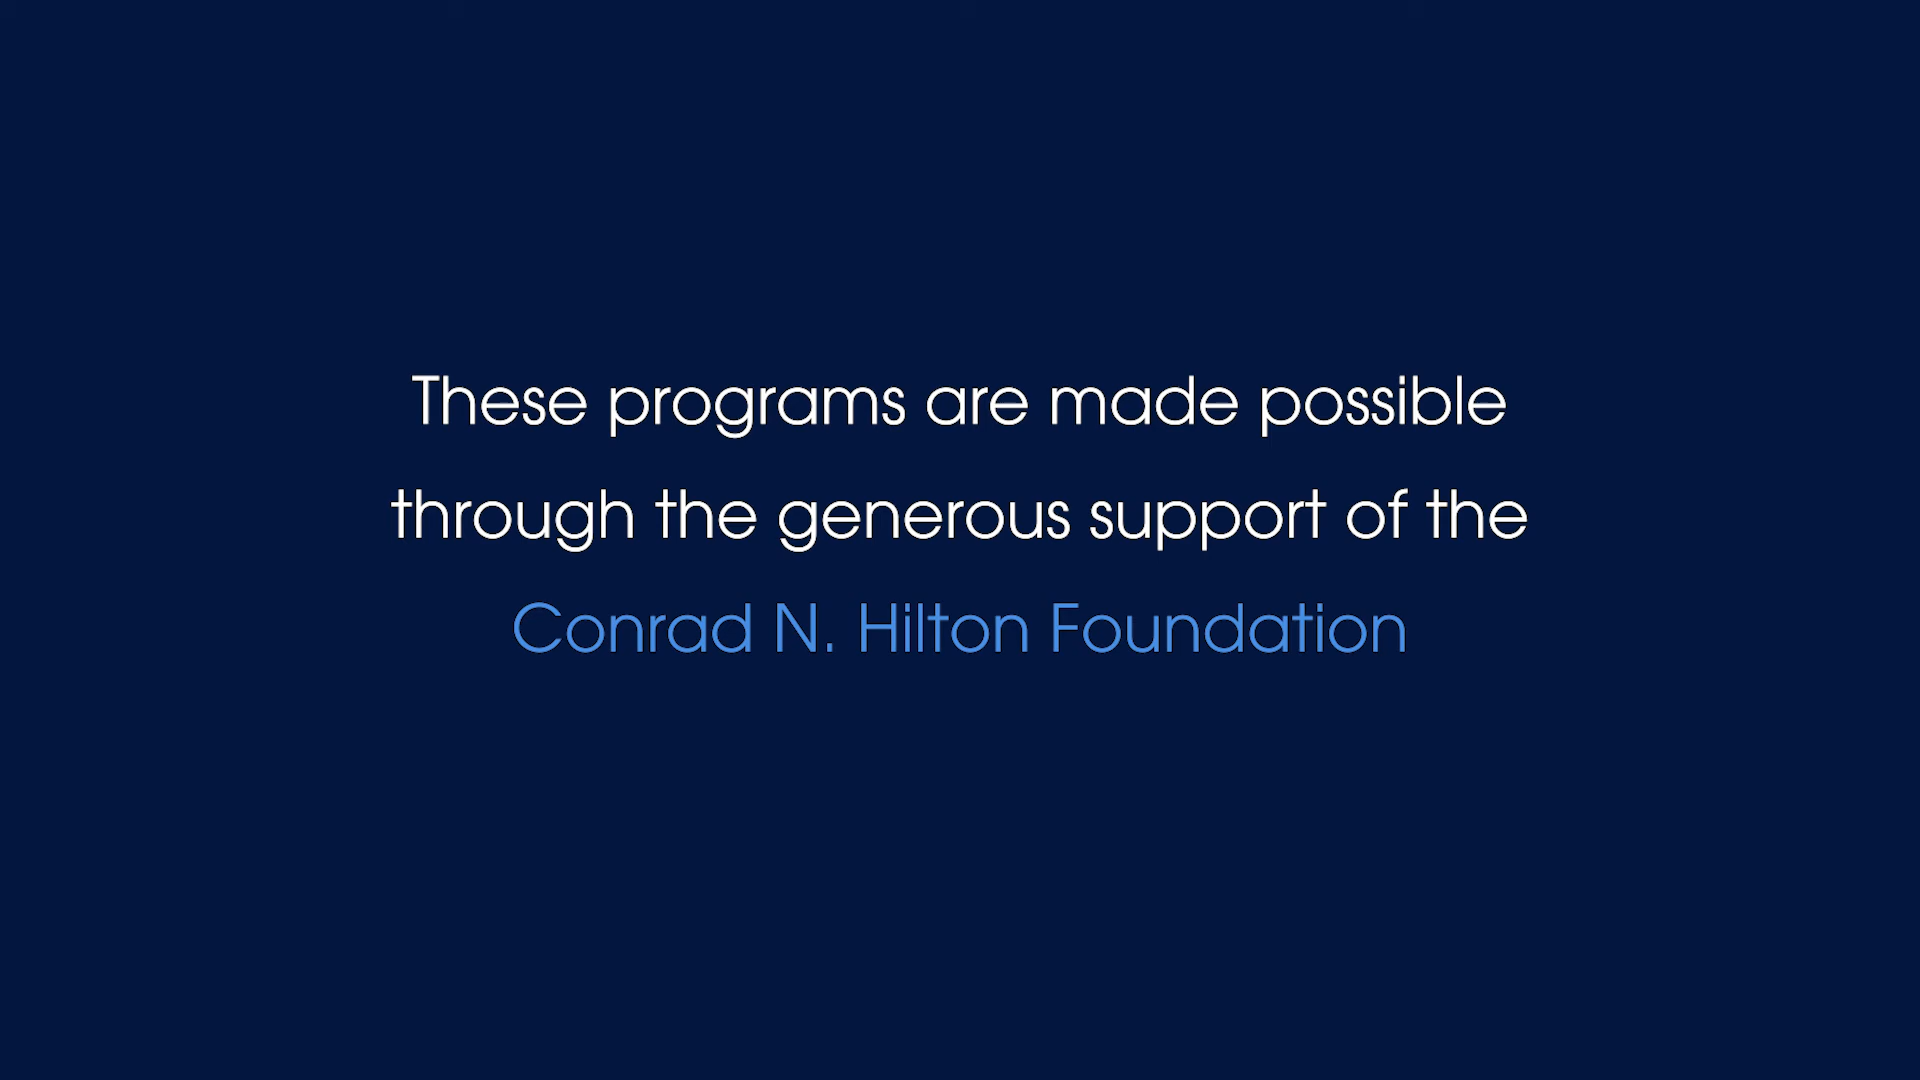 These programs are made possible
through the generous support of the
Conrad N. Hilton Foundation